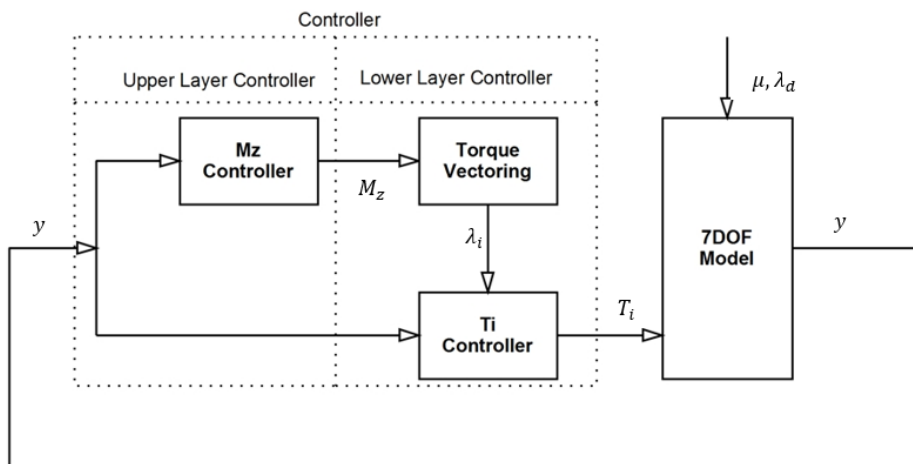 Controller
Upper Layer Controller
Lower Layer Controller
μ, λ_d
Mz
Controller
M_z
Torque
Vectoring
y
λ_i
7DOF
Model
y
Ti
Controller
T_i